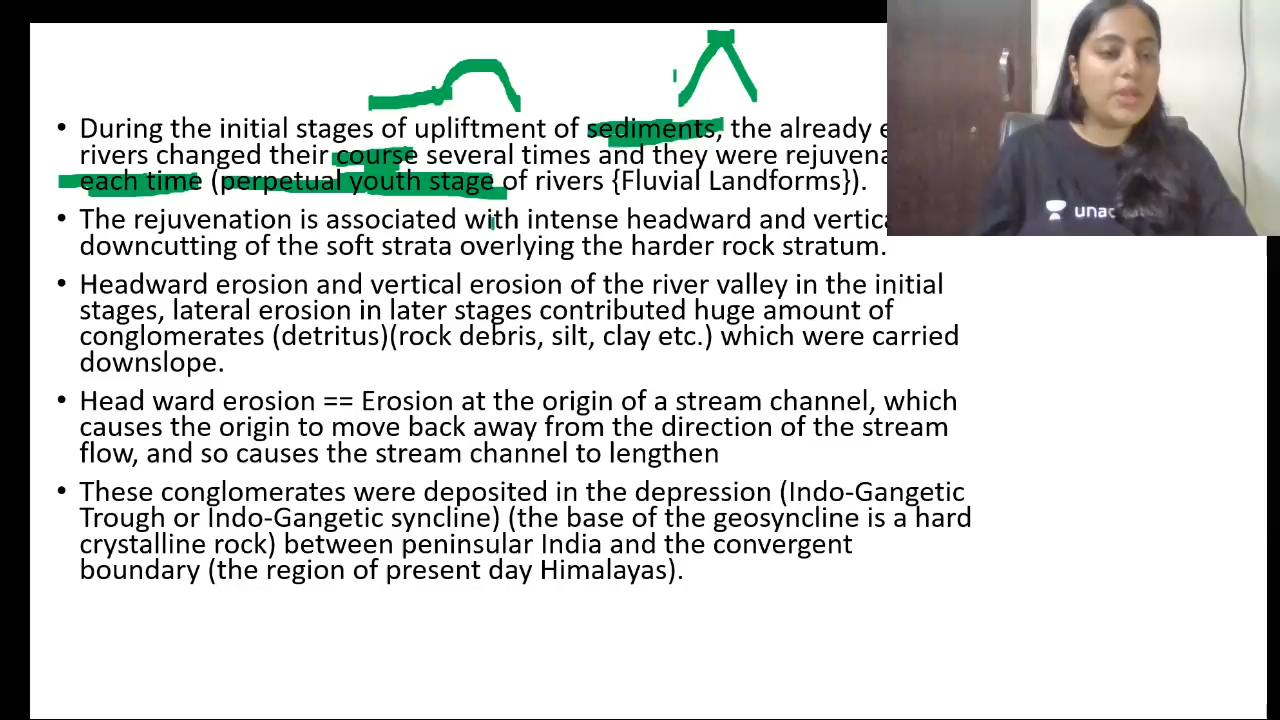 • During the initial stages of upliftment of sediments, the already
rivers changed their course several times and they were
each time (perpetual youth stage of rivers {Fluvial Landforms}).
• The rejuvenation is associated with intense headward and
downcutting of the soft strata overlying the harder rock stratum.
• Headward erosion and vertical erosion of the river valley in the initial
stages, lateral erosion in later stages contributed huge amount of
conglomerates (detritus)(rock debris, silt, clay etc.) which were carried
downslope.
• Head ward erosion == Erosion at the origin of a stream channel, which
causes the origin to move back away from the direction of the stream
flow, and so causes the stream channel to lengthen
• These conglomerates were deposited in the depression (Indo-Gangetic
Trough or Indo-Gangetic syncline) (the base of the geosyncline is a hard
crystalline rock) between peninsular India and the convergent
boundary (the region of present day Himalayas).